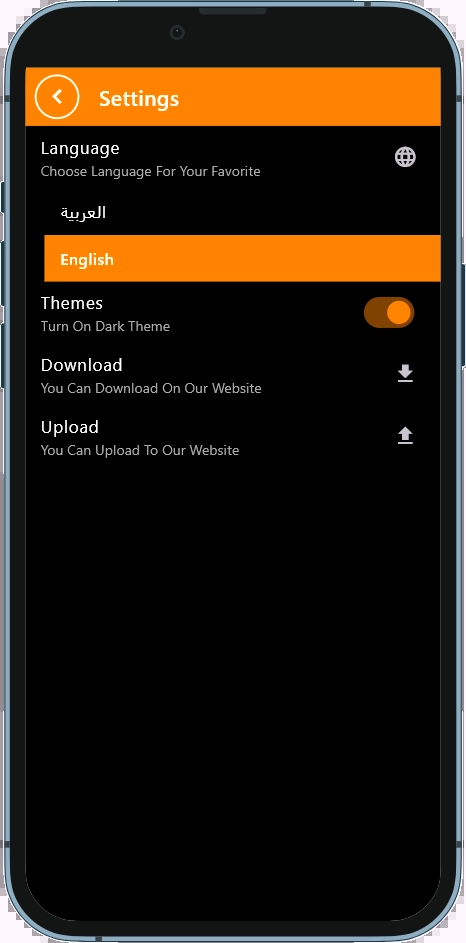 Settings
Language
Choose Language For Your Favorite
العربية
English
Themes
Turn On Dark Theme
Download
You Can Download On Our Website
Upload
You Can Upload To Our Website